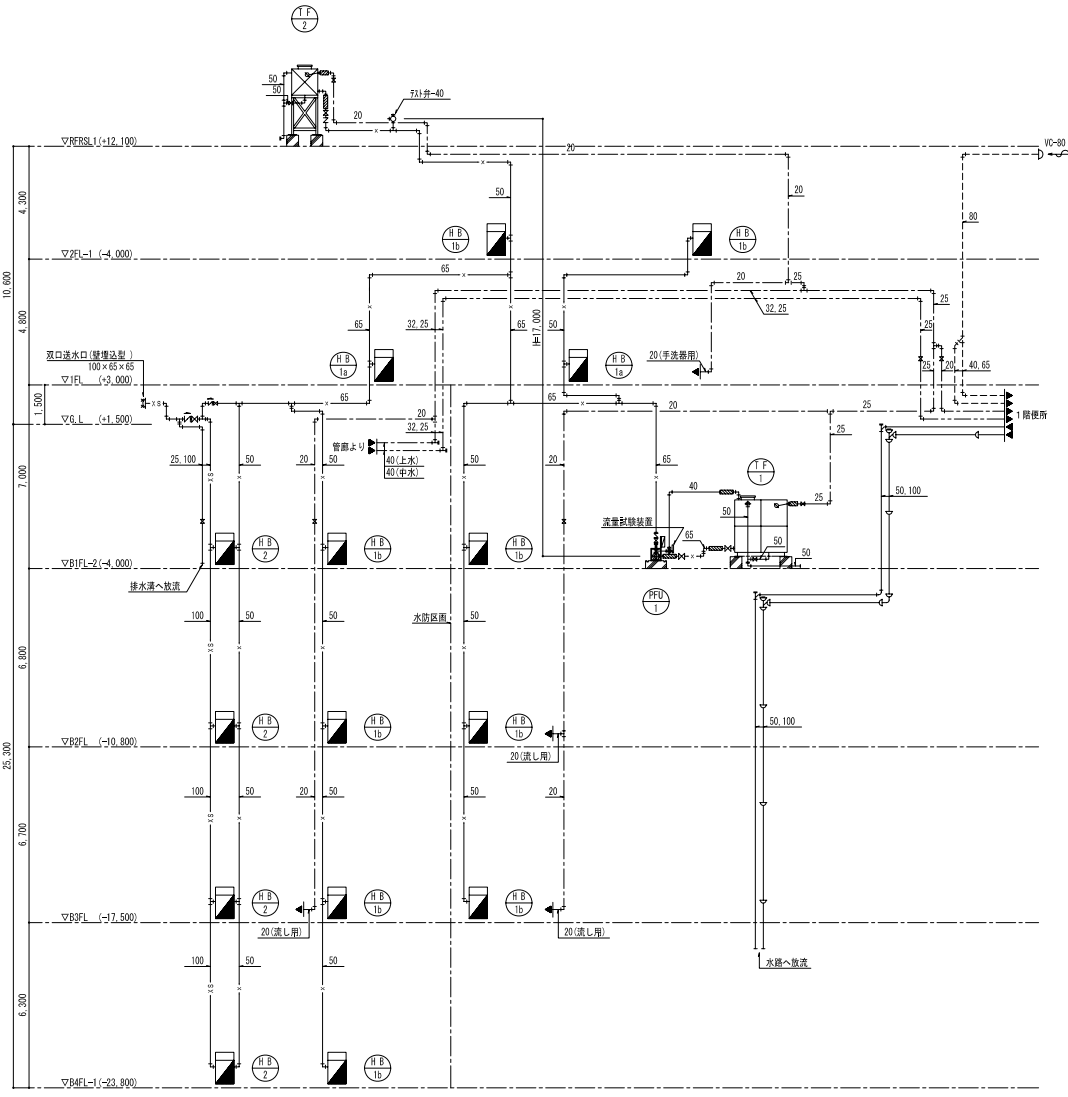 T F
2
50
50
テスト弁-40
20
▽RFRSL1(+12,100)
20
VC-80
50
20
80
4,300
H B
1b
H B
1b
▽2FL-1 (-4,000)
65
20
25
10,600
32,25
25
4,800
65
32,25
H=17,000
65
50
25
双口送水口(壁埋込型 )
100×65×65
H B
1a
H B
1a
20(手洗器用)
25
20
40,65
▽1FL (+3,000)
1,500
65
65
20
25
▽G.L (+1,500)
20
32,25
1階便所
管廊より
40(上水)
40(中水)
25
25,100
50
20
50
50
20
65
T F
1
7,000
40
25
50
50,100
流量試験装置
65
H B
2
H B
1b
H B
1b
50
50
▽B1FL-2(-4,000)
排水溝へ放流
PFU
1
100
50
50
水防区画
50
6,800
H B
2
H B
1b
H B
1b
50,100
▽B2FL (-10,800)
20(流し用)
25,300
100
50
20
50
50
20
6,700
H B
2
H B
1b
H B
1b
▽B3FL (-17,500)
20(流し用)
20(流し用)
100
50
50
水路へ放流
6,300
H B
2
H B
1b
▽B4FL-1(-23,800)